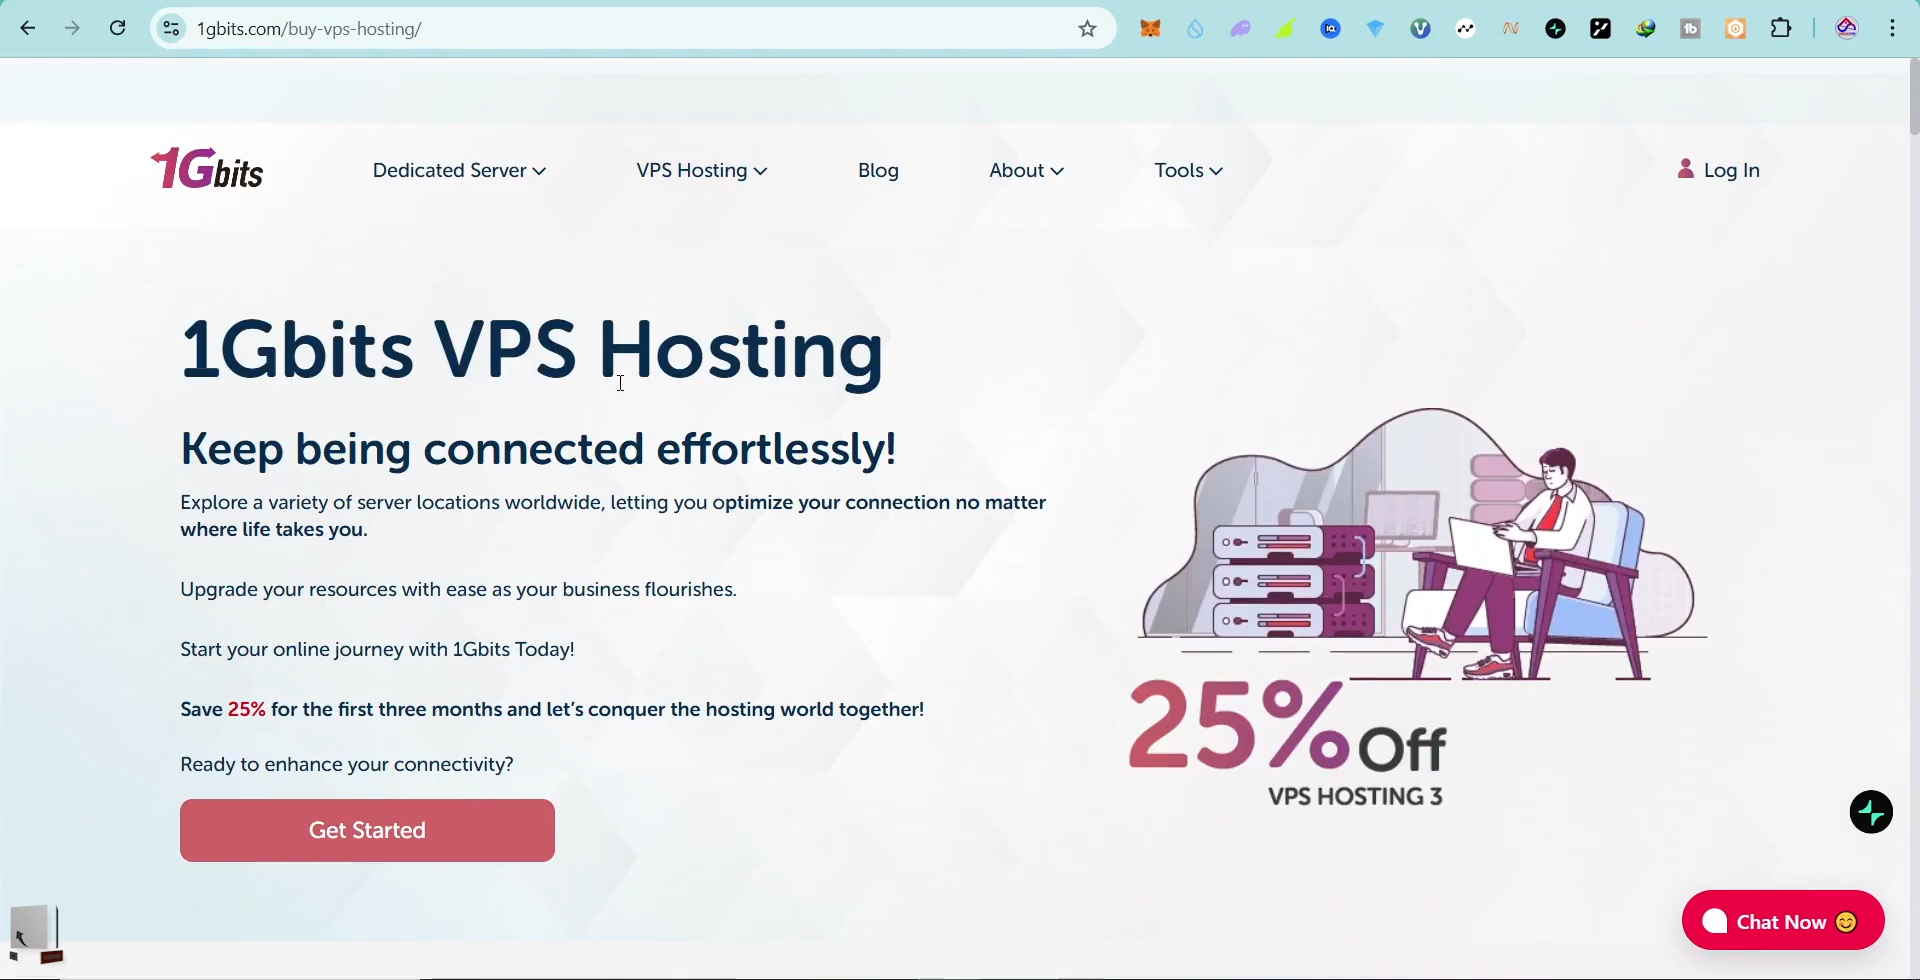 1gbits.com/buy-vps-hosting/
1Gbits
Dedicated Server
VPS Hosting
Blog
About
Tools
Log In
1Gbits VPS Hosting
Keep being connected effortlessly!
Explore a variety of server locations worldwide, letting you optimize your connection no matter
where life takes you.
Upgrade your resources with ease as your business flourishes.
Start your online journey with 1Gbits Today!
Save 25% for the first three months and let's conquer the hosting world together!
Ready to enhance your connectivity?
Get Started
25% Off
VPS HOSTING 3
Chat Now 😊